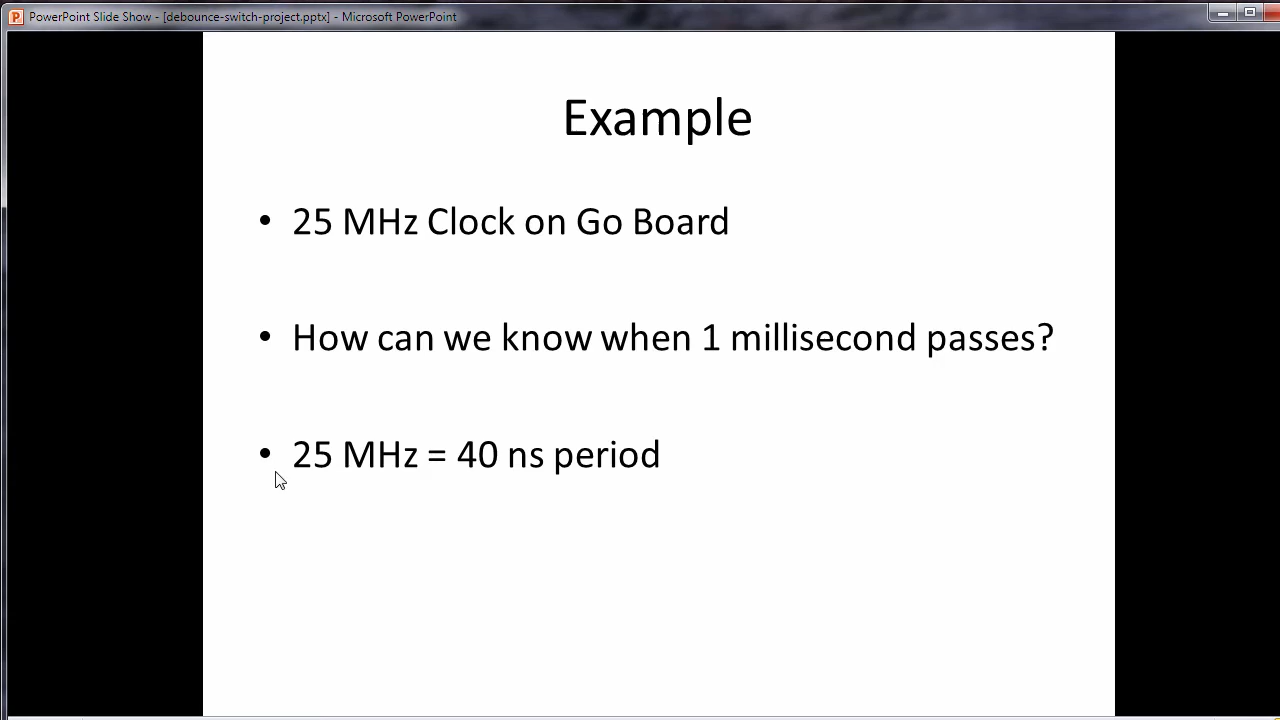 PowerPoint Slide Show - [debounce-switch-project.pptx] - Microsoft PowerPoint
Example
• 25 MHz Clock on Go Board
• How can we know when 1 millisecond passes?
• 25 MHz = 40 ns period